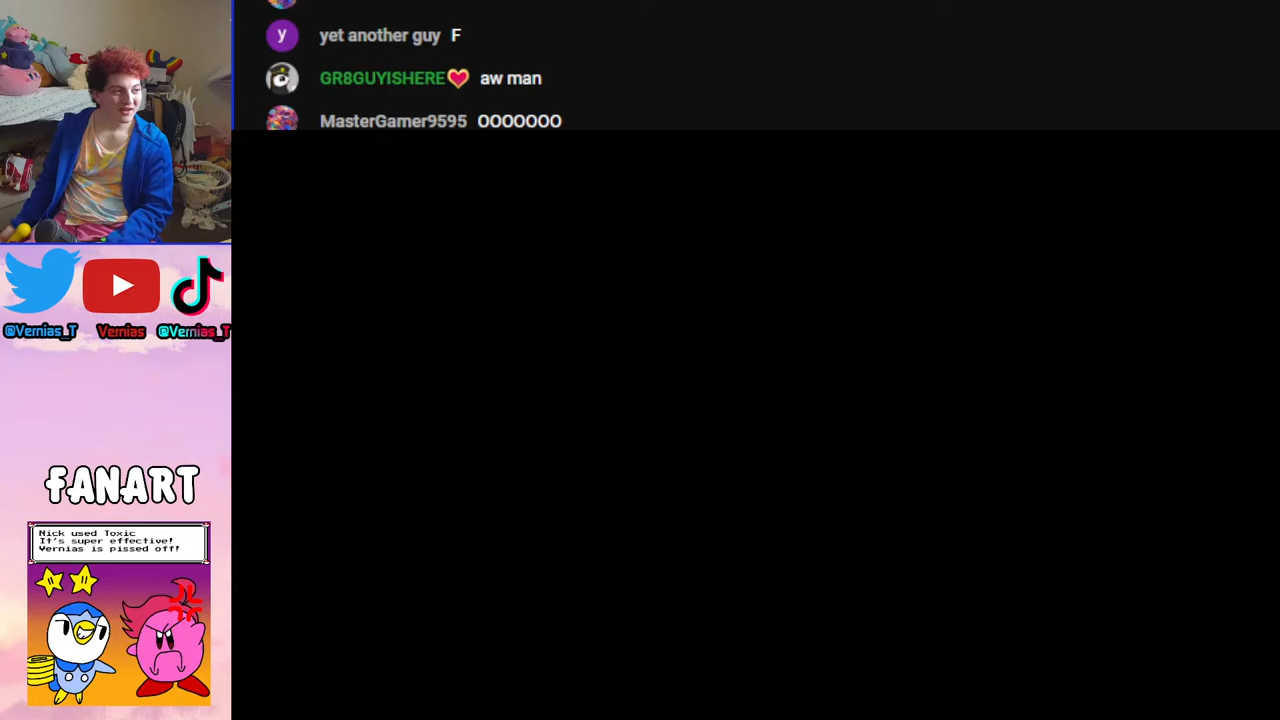 y yet another guy F
GR8GUYISHERE aw man
MasterGamer9595 OOOOOOO
@Vernias_T Vernias @Vernias_T
FANART
Nick used Toxic
It's super effective!
Vernias is pissed off!